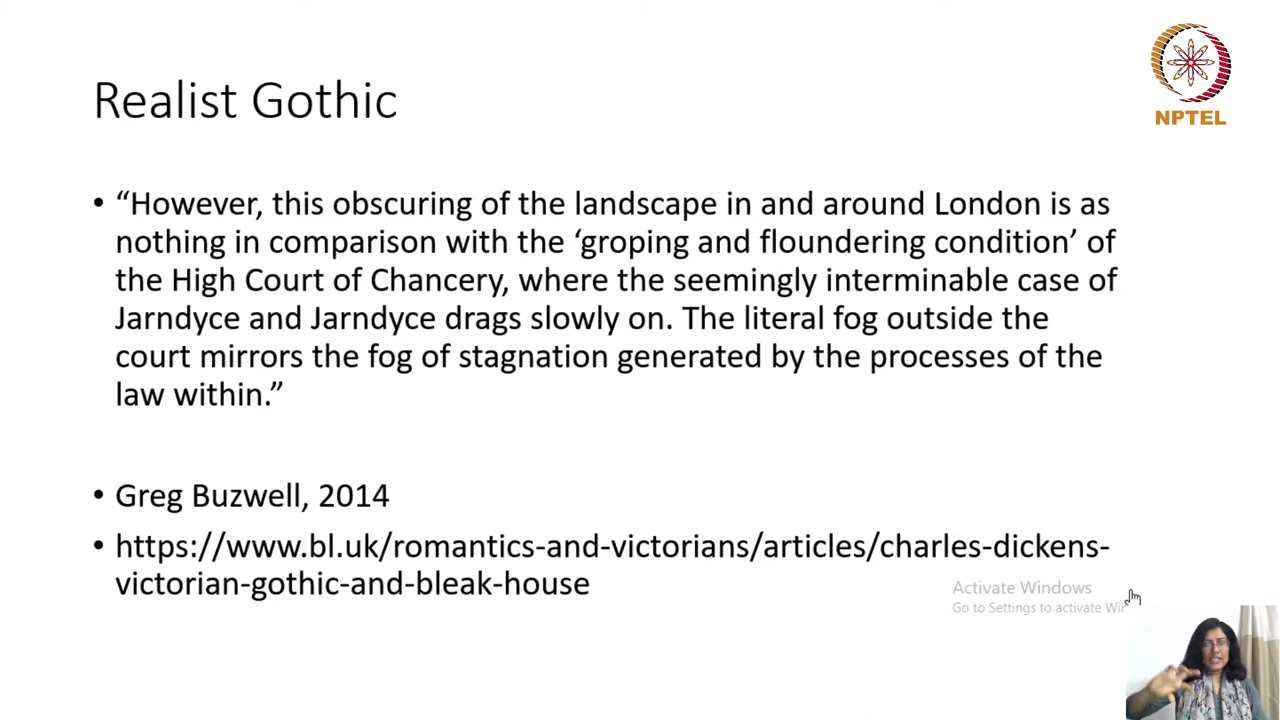 Realist Gothic
NPTEL
• “However, this obscuring of the landscape in and around London is as
nothing in comparison with the ‘groping and floundering condition’ of
the High Court of Chancery, where the seemingly interminable case of
Jarndyce and Jarndyce drags slowly on. The literal fog outside the
court mirrors the fog of stagnation generated by the processes of the
law within.”
• Greg Buzwell, 2014
• https://www.bl.uk/romantics-and-victorians/articles/charles-dickens-
victorian-gothic-and-bleak-house
Activate Windows
Go to Settings to activate